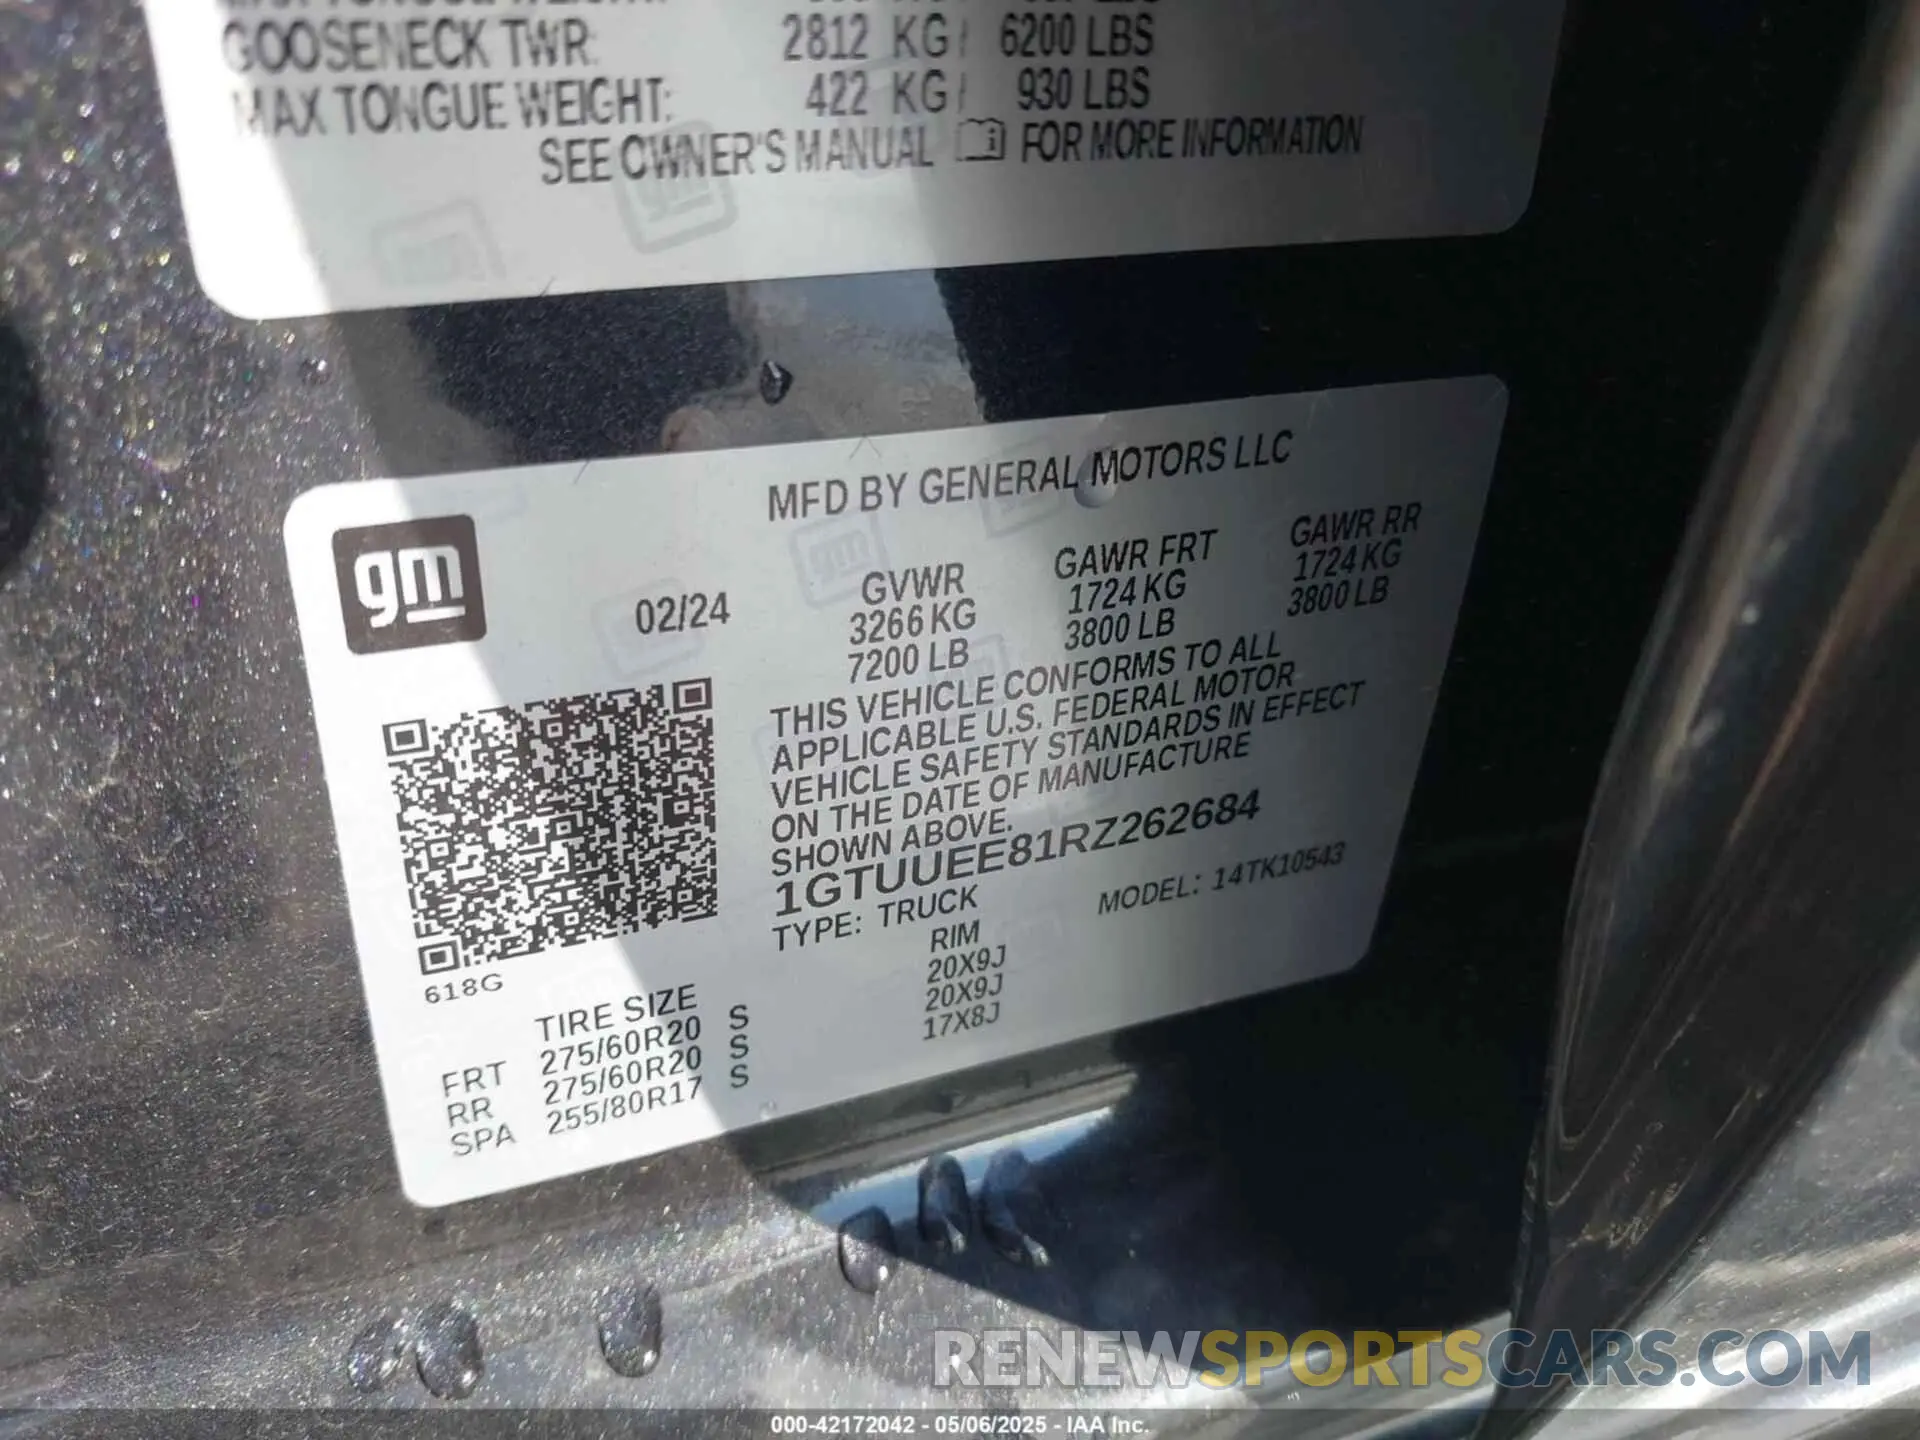 GOOSENECK TWR: 2812 KG / 6200 LBS
MAX TONGUE WEIGHT: 422 KG / 930 LBS
SEE OWNER'S MANUAL i FOR MORE INFORMATION
MFD BY GENERAL MOTORS LLC
gm
02/24
GVWR GAWR FRT GAWR RR
3266 KG 1724 KG 1724 KG
7200 LB 3800 LB 3800 LB
THIS VEHICLE CONFORMS TO ALL
APPLICABLE U.S. FEDERAL MOTOR
VEHICLE SAFETY STANDARDS IN EFFECT
ON THE DATE OF MANUFACTURE
SHOWN ABOVE.
1GTUUEE81RZ262684
TYPE: TRUCK MODEL: 14TK10543
618G
TIRE SIZE RIM
FRT 275/60R20 S 20X9J
RR 275/60R20 S 20X9J
SPA 255/80R17 S 17X8J
RENEWSPORTSCARS.COM
000-42172042 - 05/06/2025 - IAA Inc.